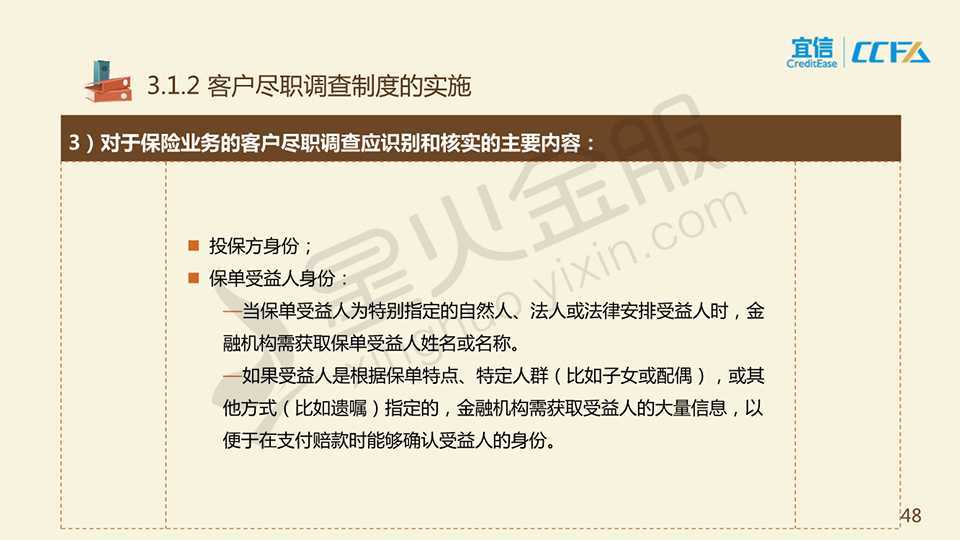 宜信
CreditEase
CCFA
3.1.2 客户尽职调查制度的实施
3）对于保险业务的客户尽职调查应识别和核实的主要内容：
投保方身份；
保单受益人身份：
—当保单受益人为特别指定的自然人、法人或法律安排受益人时，金
融机构需获取保单受益人姓名或名称。
—如果受益人是根据保单特点、特定人群（比如子女或配偶），或其
他方式（比如遗嘱）指定的，金融机构需获取受益人的大量信息，以
便于在支付赔款时能够确认受益人的身份。
星火金服
xinghuo.yixin.com
48